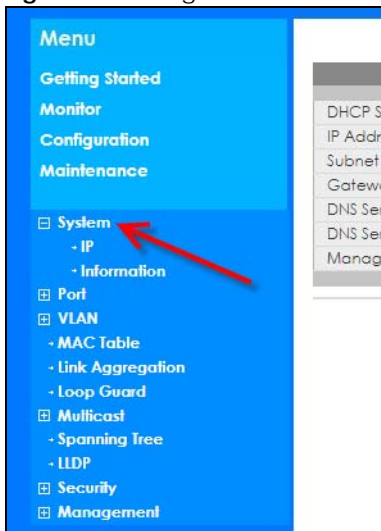 Menu
Getting Started
Monitor
Configuration
Maintenance
System
IP
Information
Port
VLAN
MAC Table
Link Aggregation
Loop Guard
Multicast
Spanning Tree
LLDP
Security
Management
DHCP S
IP Addr
Subnet
Gatewa
DNS Ser
DNS Ser
Manag